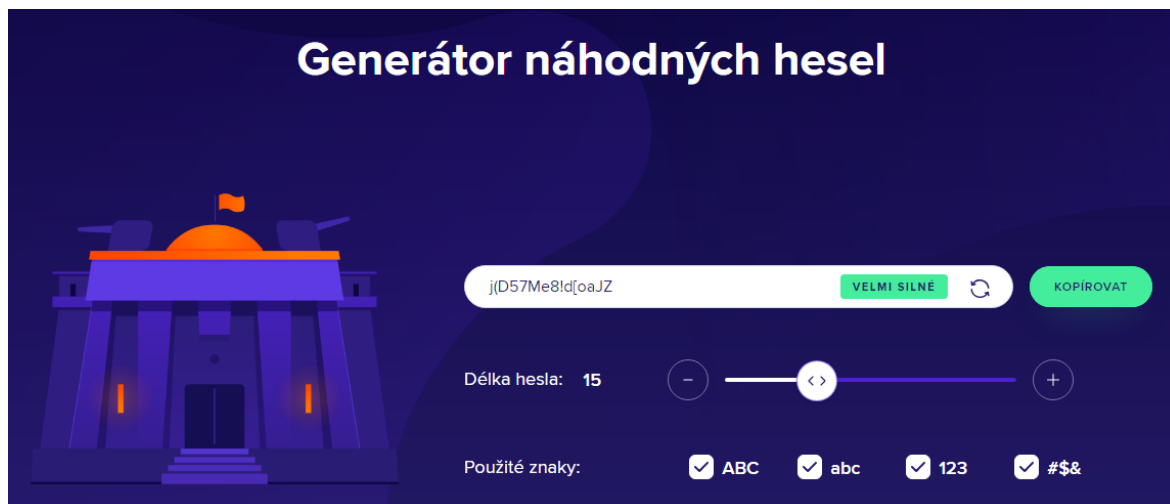 Generátor náhodných hesel
j(D57Me8!d[oaJZ VELMI SILNÉ KOPÍROVAT
Délka hesla: 15 - < > +
Použité znaky: ABC abc 123 #$&